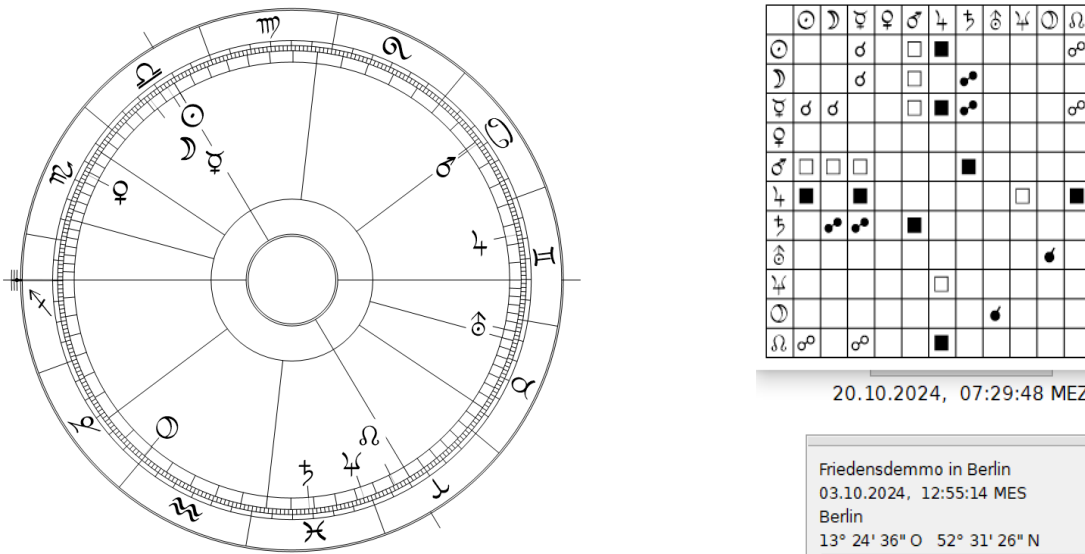 20.10.2024, 07:29:48 MEZ
Friedensdemmo in Berlin
03.10.2024, 12:55:14 MES
Berlin
13° 24' 36" O 52° 31' 26" N